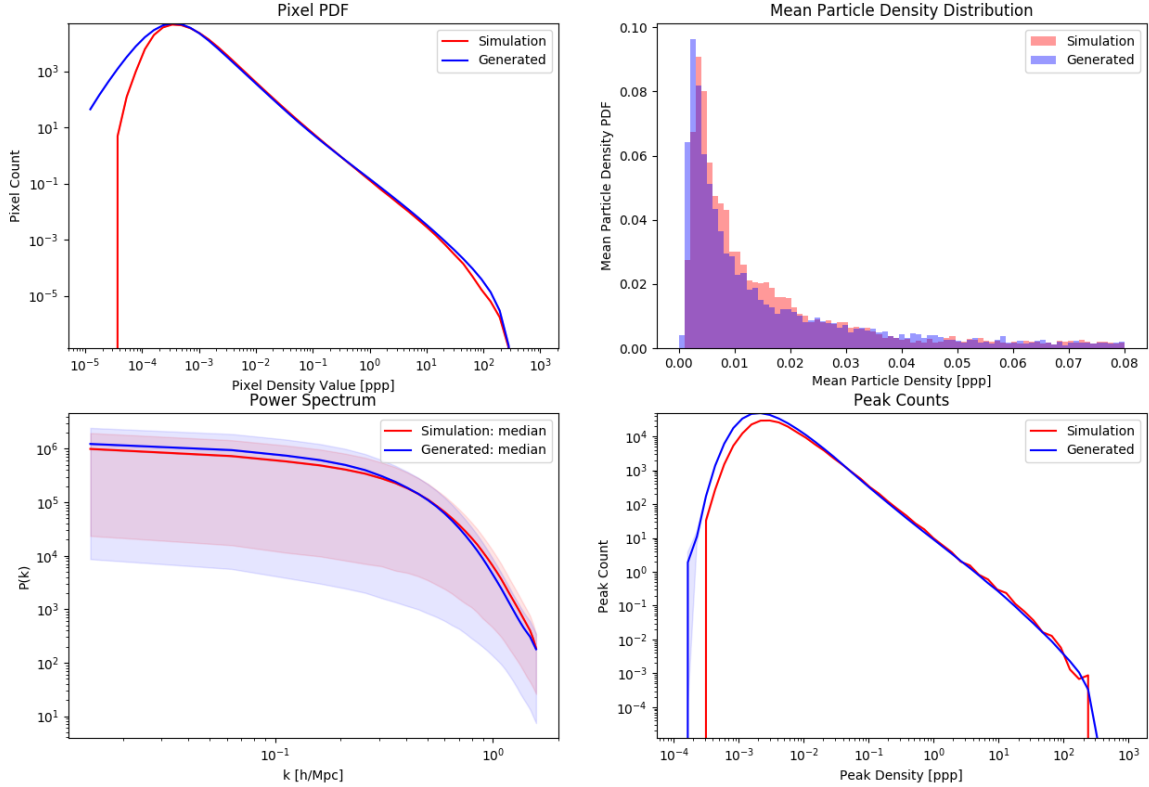 Pixel PDF
Simulation
Generated
10³
10¹
10⁻¹
10⁻³
10⁻⁵
Pixel Count
10⁻⁵ 10⁻⁴ 10⁻³ 10⁻² 10⁻¹ 10⁰ 10¹ 10² 10³
Pixel Density Value [ppp]
Mean Particle Density Distribution
Simulation
Generated
0.10
0.08
0.06
0.04
0.02
0.00
Mean Particle Density PDF
0.00 0.01 0.02 0.03 0.04 0.05 0.06 0.07 0.08
Mean Particle Density [ppp]
Power Spectrum
Simulation: median
Generated: median
10⁶
10⁵
10⁴
10³
10²
10¹
P(k)
10⁻¹ 10⁰
k [h/Mpc]
Peak Counts
Simulation
Generated
10⁴
10³
10²
10¹
10⁰
10⁻¹
10⁻²
10⁻³
10⁻⁴
Peak Count
10⁻⁴ 10⁻³ 10⁻² 10⁻¹ 10⁰ 10¹ 10² 10³
Peak Density [ppp]